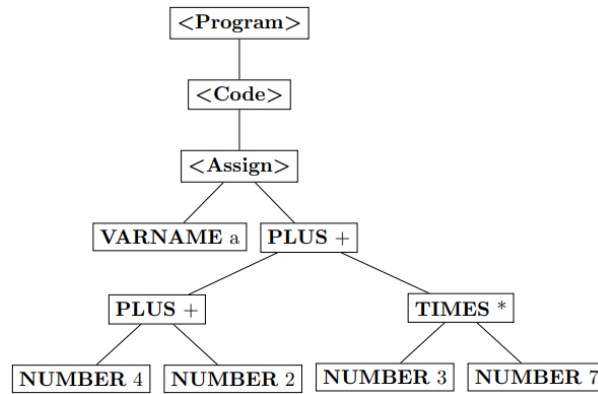 <Program>
<Code>
<Assign>
VARNAME a
PLUS +
PLUS +
TIMES *
NUMBER 4
NUMBER 2
NUMBER 3
NUMBER 7